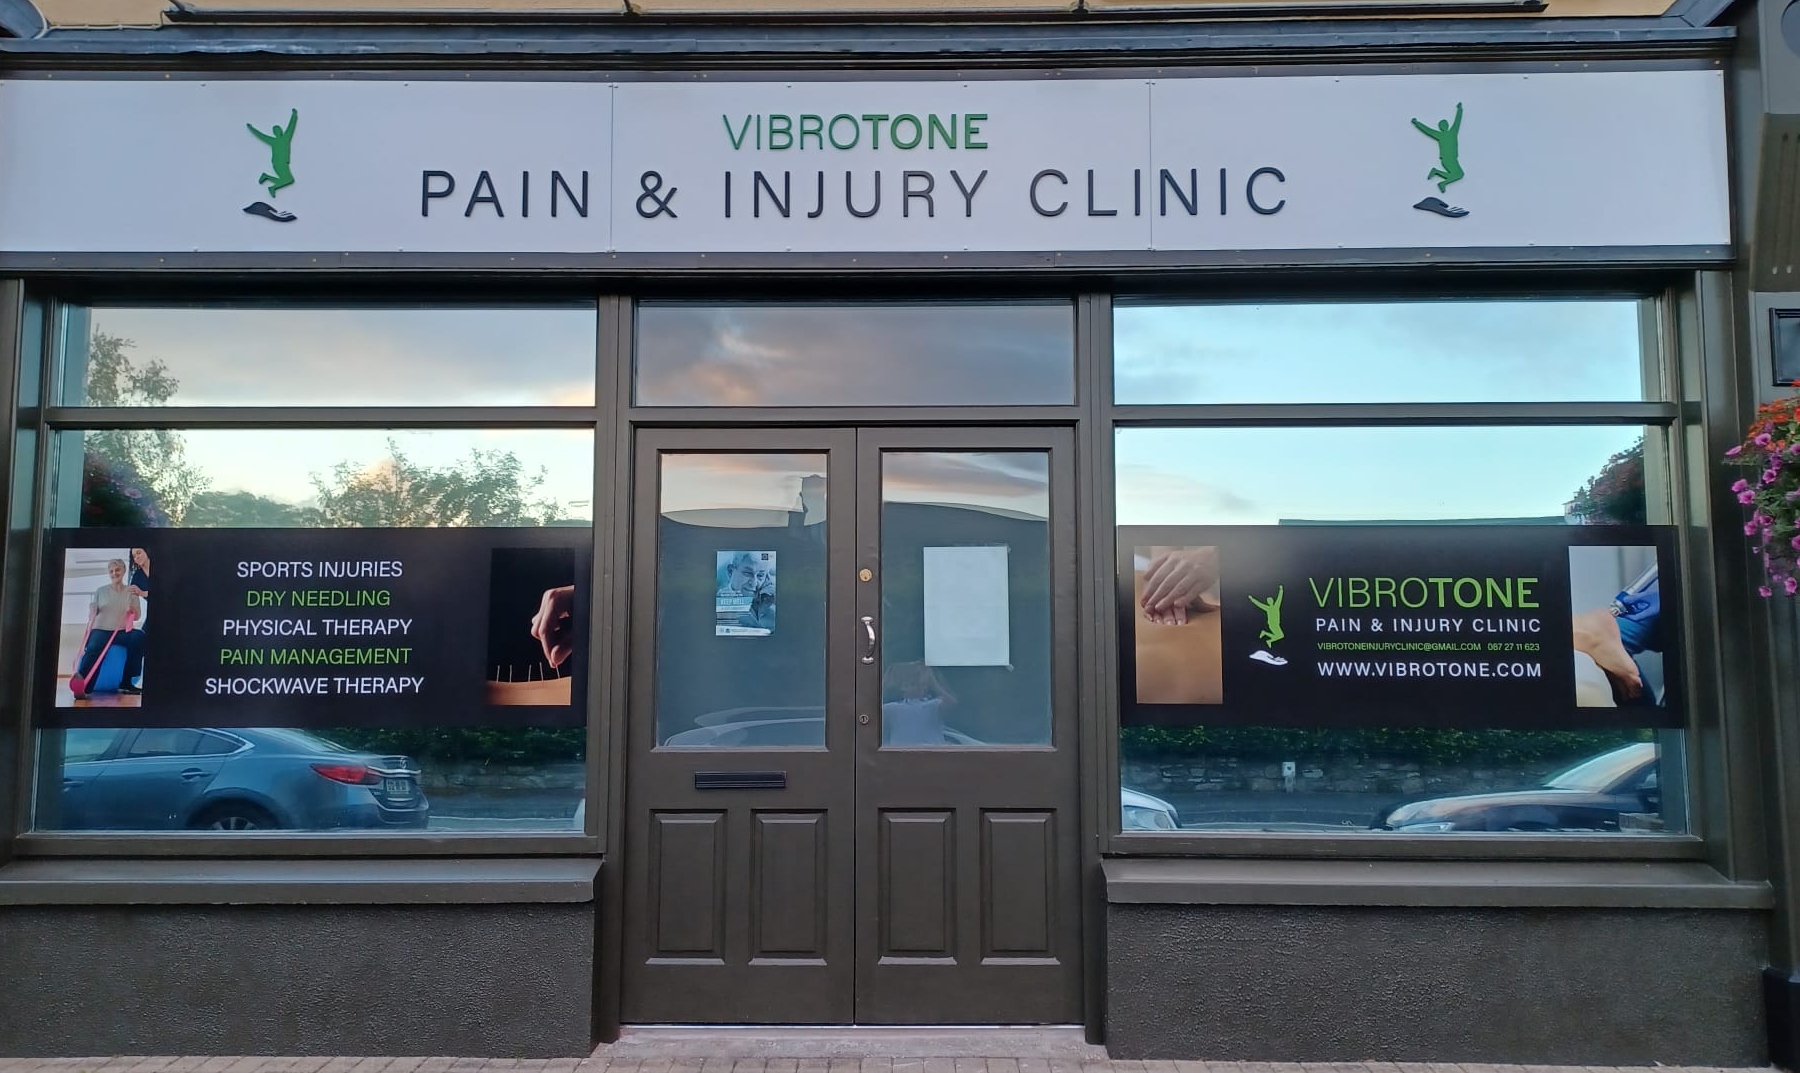 VIBROTONE
PAIN & INJURY CLINIC
SPORTS INJURIES
DRY NEEDLING
PHYSICAL THERAPY
PAIN MANAGEMENT
SHOCKWAVE THERAPY
VIBROTONE
PAIN & INJURY CLINIC
VIBROTONEINJURYCLINIC@GMAIL.COM 087 27 11 623
WWW.VIBROTONE.COM